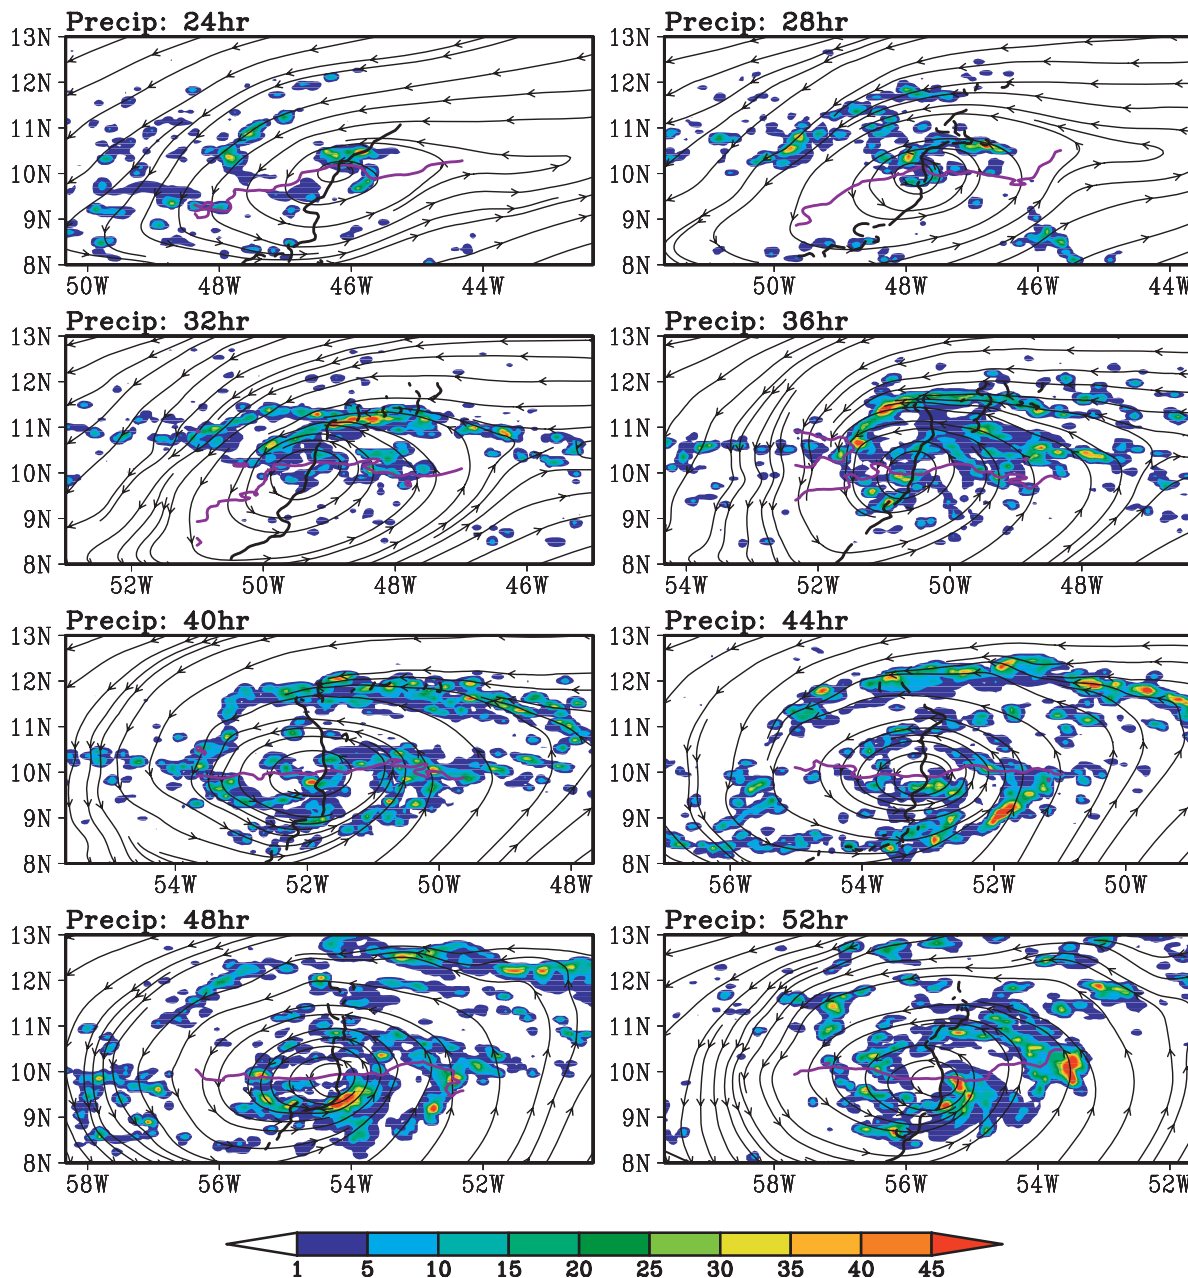 Precip: 24hr Precip: 28hr
13N 13N
12N 12N
11N 11N
10N 10N
9N 9N
8N 8N
50W 48W 46W 44W 50W 48W 46W 44W
Precip: 32hr Precip: 36hr
13N 13N
12N 12N
11N 11N
10N 10N
9N 9N
8N 8N
52W 50W 48W 46W 54W 52W 50W 48W
Precip: 40hr Precip: 44hr
13N 13N
12N 12N
11N 11N
10N 10N
9N 9N
8N 8N
54W 52W 50W 48W 56W 54W 52W 50W
Precip: 48hr Precip: 52hr
13N 13N
12N 12N
11N 11N
10N 10N
9N 9N
8N 8N
58W 56W 54W 52W 58W 56W 54W 52W
1 5 10 15 20 25 30 35 40 45